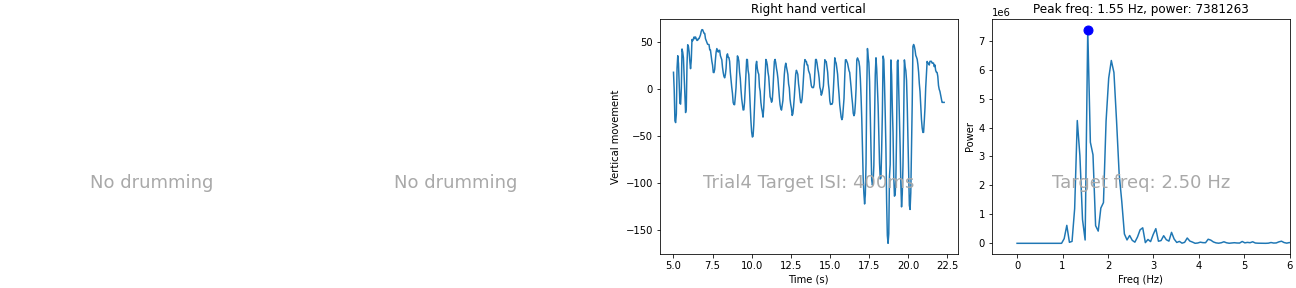 No drumming
No drumming
Right hand vertical
Vertical movement
50
0
−50
−100
−150
Trial4 Target ISI: 400ms
5.0 7.5 10.0 12.5 15.0 17.5 20.0 22.5
Time (s)
Peak freq: 1.55 Hz, power: 7381263
1e6
Power
7
6
5
4
3
2
1
0
Target freq: 2.50 Hz
0 1 2 3 4 5 6
Freq (Hz)